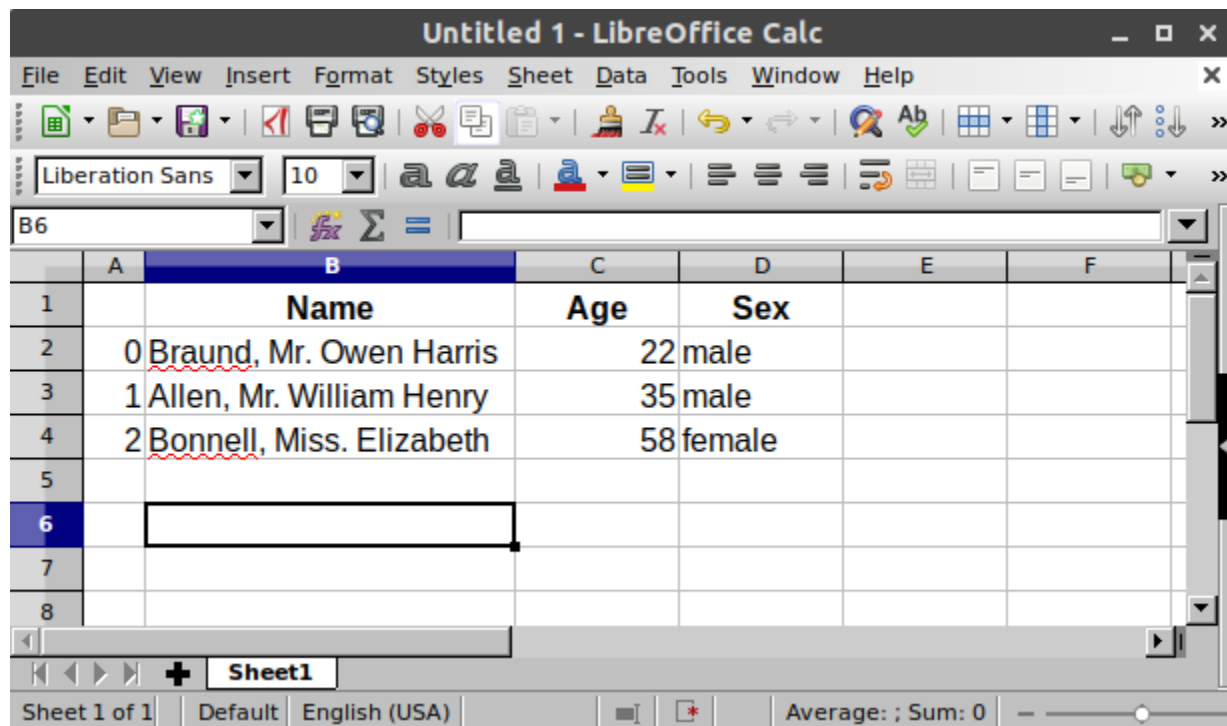 Untitled 1 - LibreOffice Calc
File Edit View Insert Format Styles Sheet Data Tools Window Help
Liberation Sans 10
B6
A B C D E F
1 Name Age Sex
2 0 Braund, Mr. Owen Harris 22 male
3 1 Allen, Mr. William Henry 35 male
4 2 Bonnell, Miss. Elizabeth 58 female
5
6
7
8
Sheet1
Sheet 1 of 1 Default English (USA) Average: ; Sum: 0